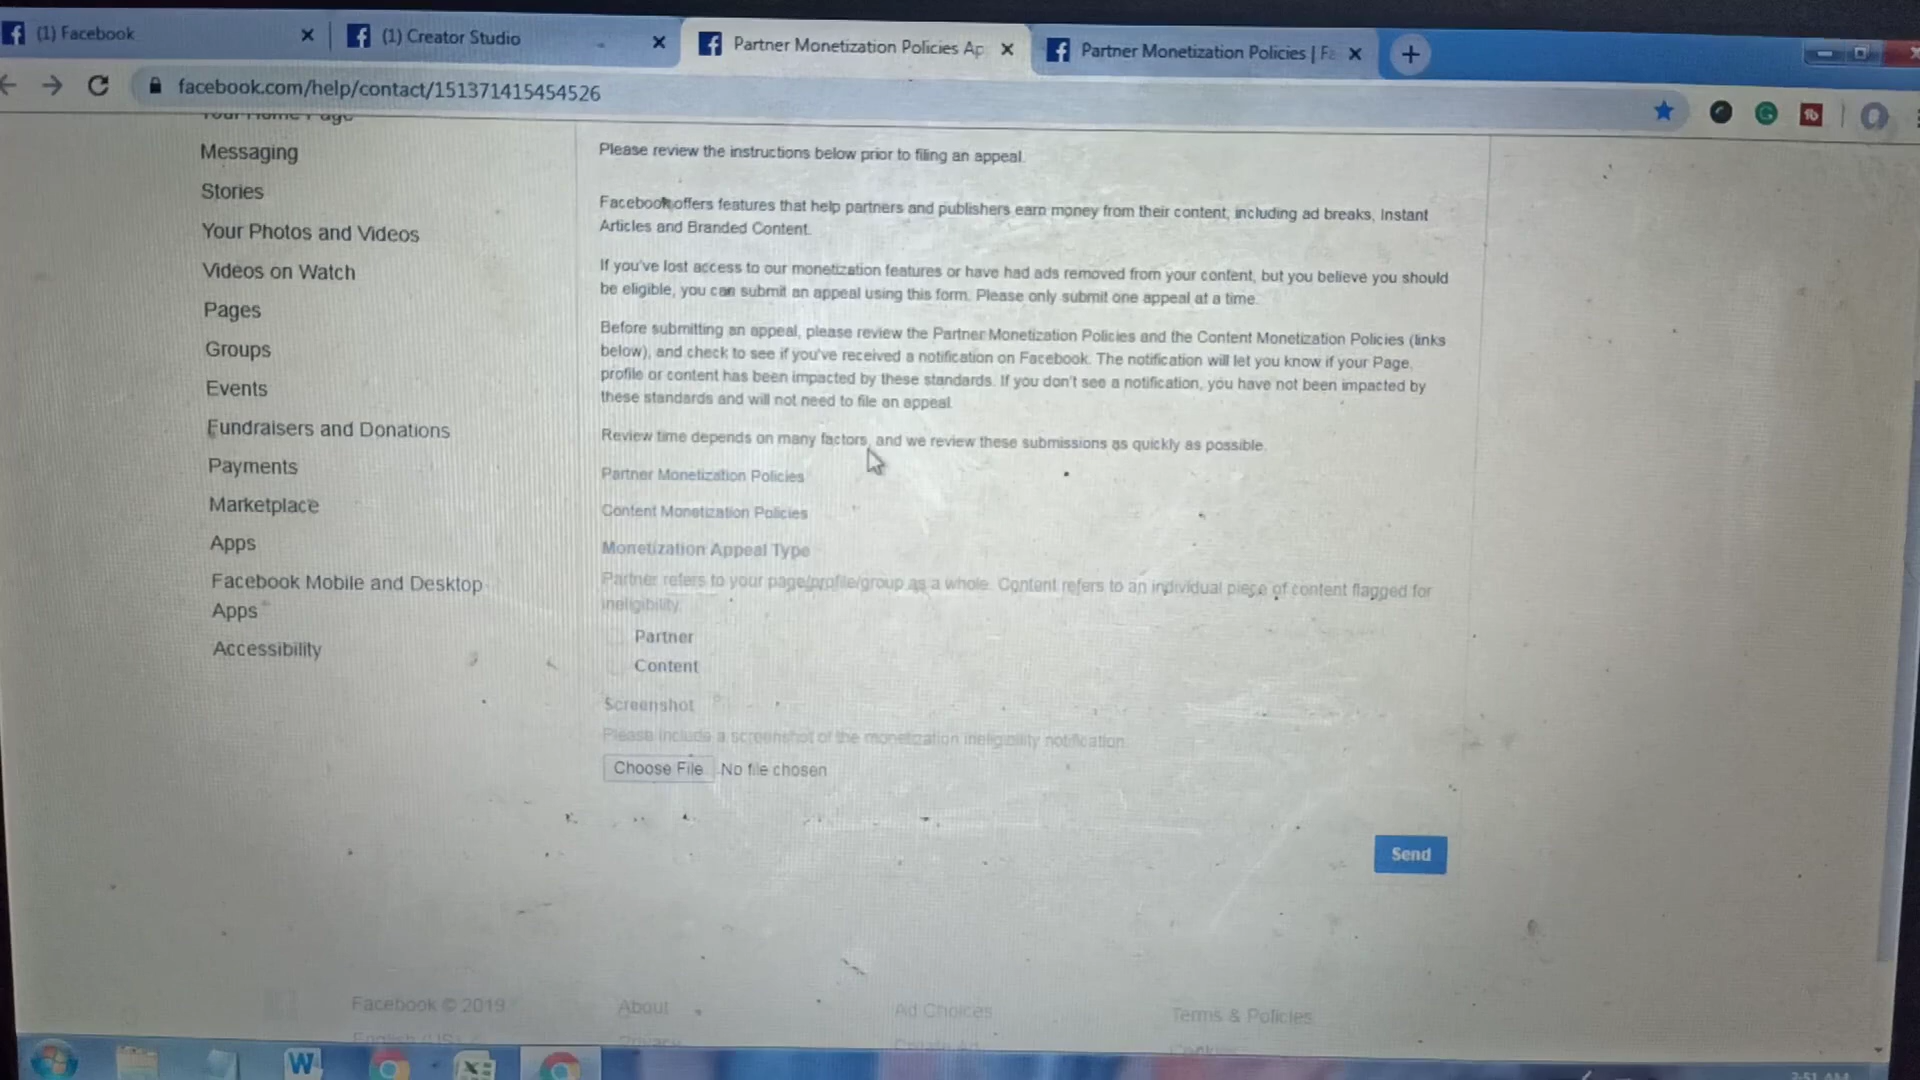 (1) Facebook
(1) Creator Studio
Partner Monetization Policies Ap
Partner Monetization Policies | Fa
facebook.com/help/contact/151371415454526
Your Home Page
Messaging
Stories
Your Photos and Videos
Videos on Watch
Pages
Groups
Events
Fundraisers and Donations
Payments
Marketplace
Apps
Facebook Mobile and Desktop
Apps
Accessibility
Please review the instructions below prior to filing an appeal.
Facebook offers features that help partners and publishers earn money from their content, including ad breaks, Instant
Articles and Branded Content.
If you've lost access to our monetization features or have had ads removed from your content, but you believe you should
be eligible, you can submit an appeal using this form. Please only submit one appeal at a time.
Before submitting an appeal, please review the Partner Monetization Policies and the Content Monetization Policies (links
below), and check to see if you've received a notification on Facebook. The notification will let you know if your Page,
profile or content has been impacted by these standards. If you don't see a notification, you have not been impacted by
these standards and will not need to file an appeal.
Review time depends on many factors, and we review these submissions as quickly as possible.
Partner Monetization Policies
Content Monetization Policies
Monetization Appeal Type
Partner refers to your page/profile/group as a whole. Content refers to an individual piece of content flagged for
ineligibility.
Partner
Content
Screenshot
Please include a screenshot of the monetization ineligibility notification
Choose File No file chosen
Send
Facebook © 2019
About
Ad Choices
Terms & Policies
English (US)
Privacy
Create Ad
Cookies
2:51 AM